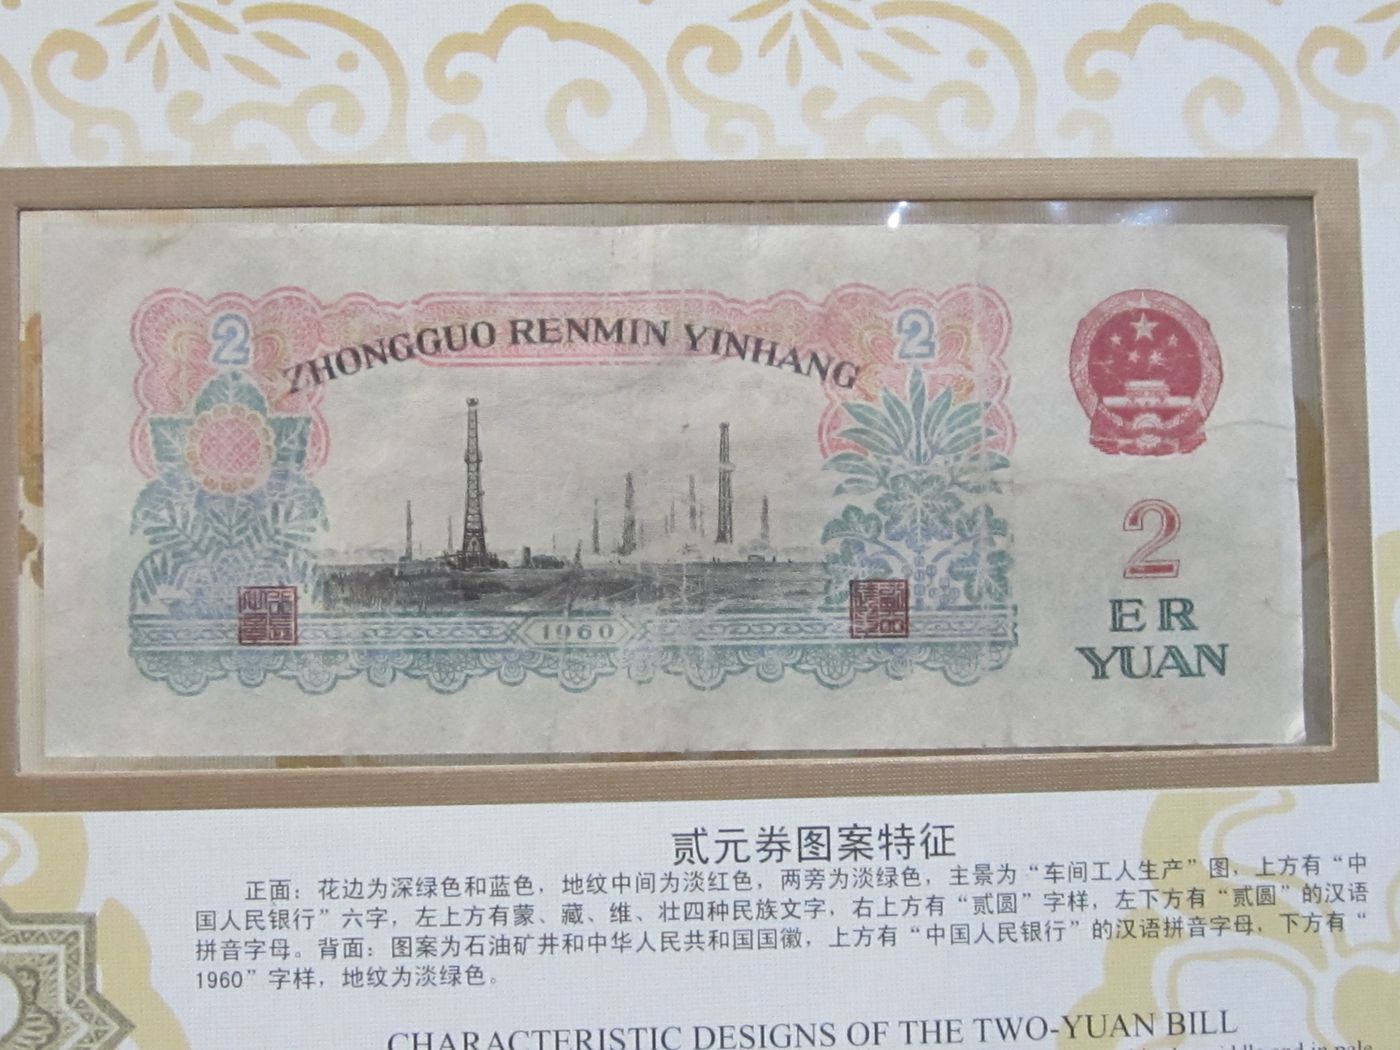 2
2
ZHONGGUO RENMIN YINHANG
1960
2
ER
YUAN
贰元券图案特征
正面：花边为深绿色和蓝色，地纹中间为淡红色，两旁为淡绿色，主景为“车间工人生产”图，上方有“中
国人民银行”六字，左上方有蒙、藏、维、壮四种民族文字，右上方有“贰圆”字样，左下方有“贰圆”的汉语
拼音字母。背面：图案为石油矿井和中华人民共和国国徽，上方有“中国人民银行”的汉语拼音字母，下方有“
1960”字样，地纹为淡绿色。
CHARACTERISTIC DESIGNS OF THE TWO-YUAN BILL